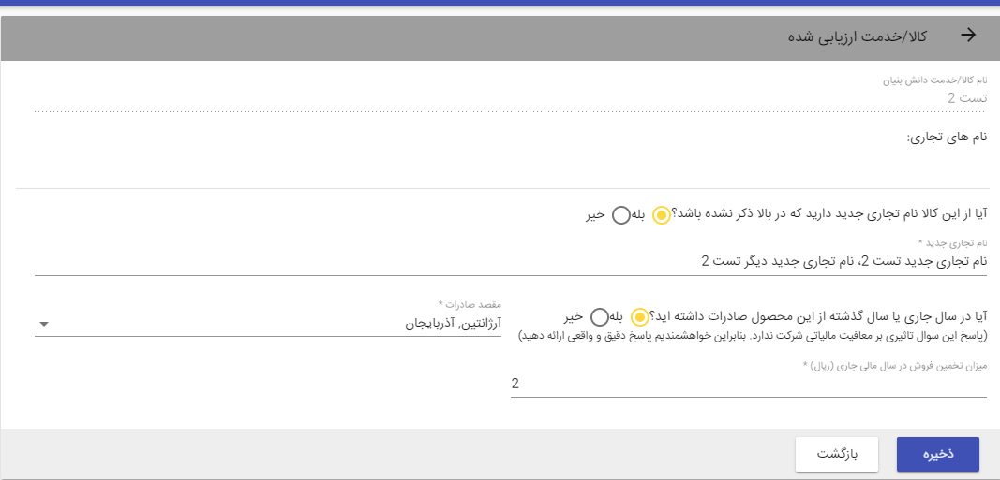 کالا/خدمت ارزیابی شده
نام کالا/خدمت دانش بنیان
تست 2
نام های تجاری:
آیا از این کالا نام تجاری جدید دارید که در بالا ذکر نشده باشد؟ بله خیر
نام تجاری جدید *
نام تجاری جدید تست 2، نام تجاری جدید دیگر تست 2
آیا در سال جاری یا سال گذشته از این محصول صادرات داشته اید؟ بله خیر
(پاسخ این سوال تاثیری بر معافیت مالیاتی شرکت ندارد. بنابراین خواهشمندیم پاسخ دقیق و واقعی ارائه دهید)
مقصد صادرات *
آرژانتین, آذربایجان
میزان تخمین فروش در سال مالی جاری (ریال) *
2
ذخیره
بازگشت